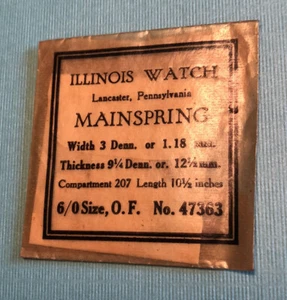 ILLINOIS WATCH
Lancaster, Pennsylvania
MAINSPRING
Width 3 Denn. or 1.18 mm.
Thickness 9¼ Denn. or. 12½ mm.
Compartment 207 Length 10½ inches
6/0 Size, O. F. No. 47363